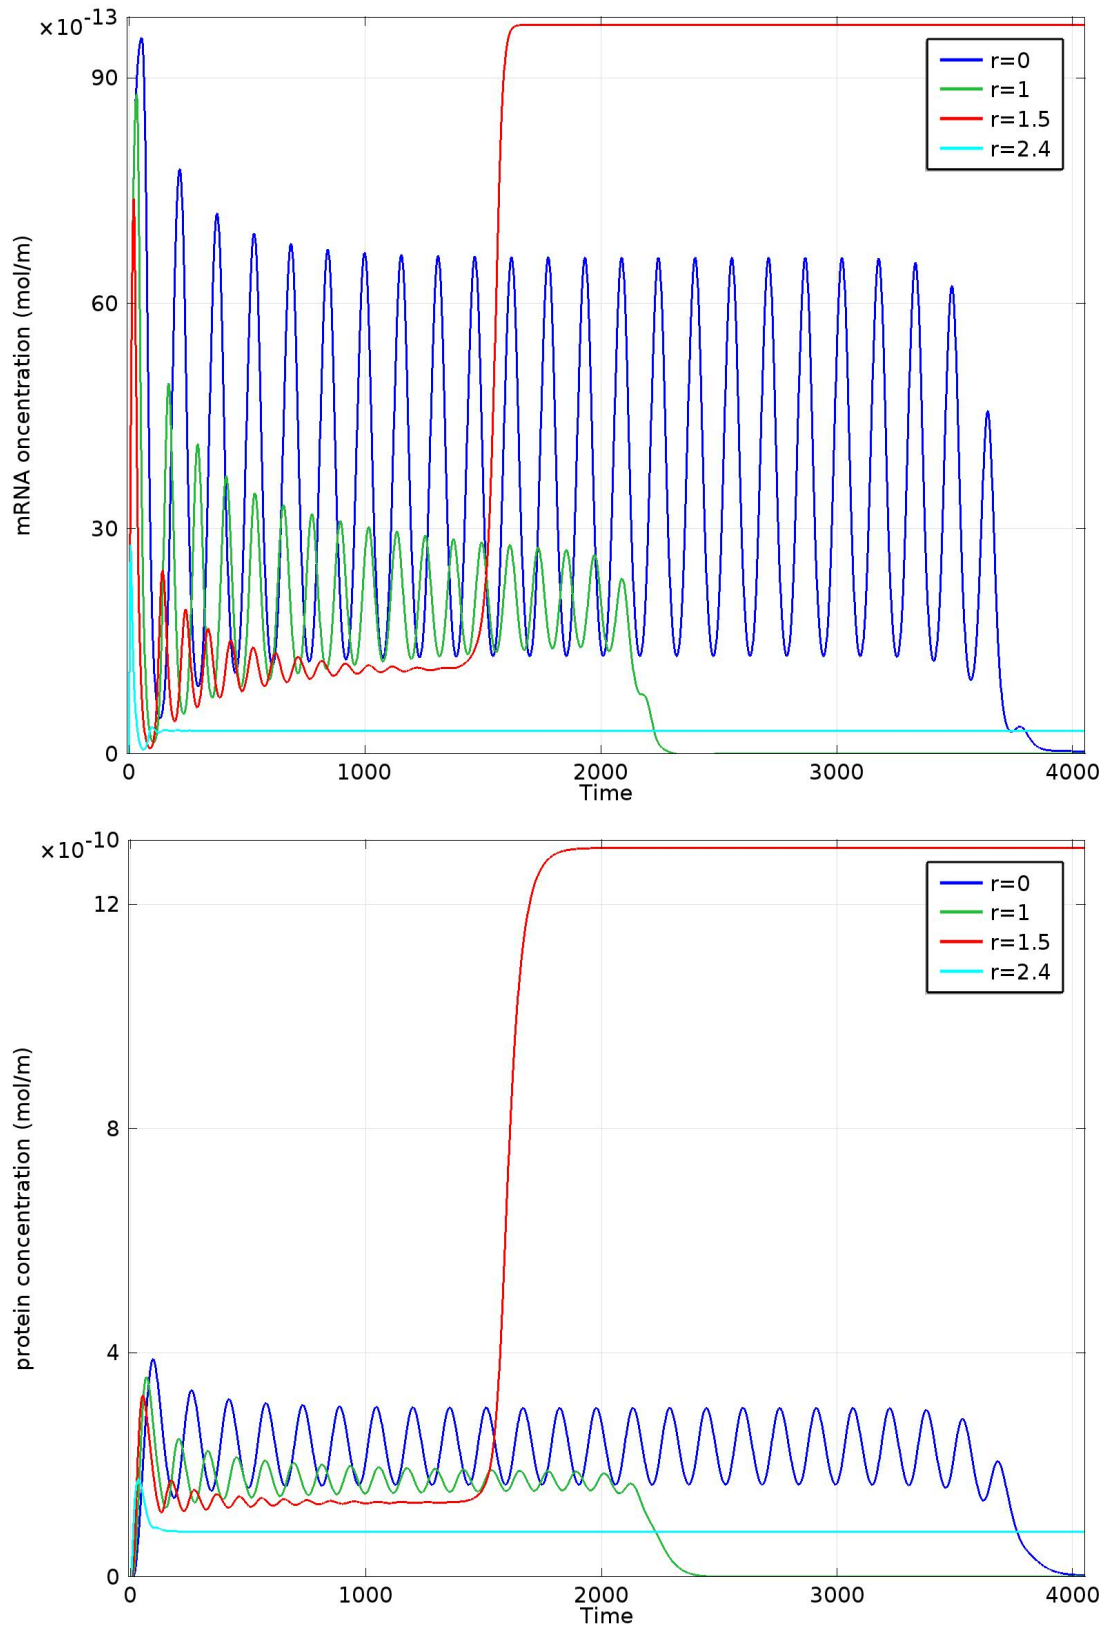 ×10-13
90
60
30
0
mRNA oncentration (mol/m)
r=0
r=1
r=1.5
r=2.4
0 1000 2000 3000 4000
Time
×10-10
12
8
4
0
protein concentration (mol/m)
r=0
r=1
r=1.5
r=2.4
0 1000 2000 3000 4000
Time